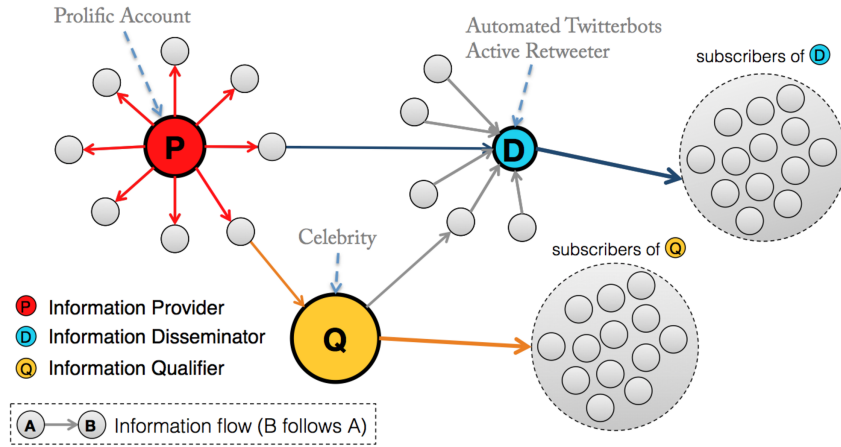 Prolific Account
Automated Twitterbots
Active Retweeter
subscribers of D
P
D
Celebrity
subscribers of Q
Q
P Information Provider
D Information Disseminator
Q Information Qualifier
A B Information flow (B follows A)